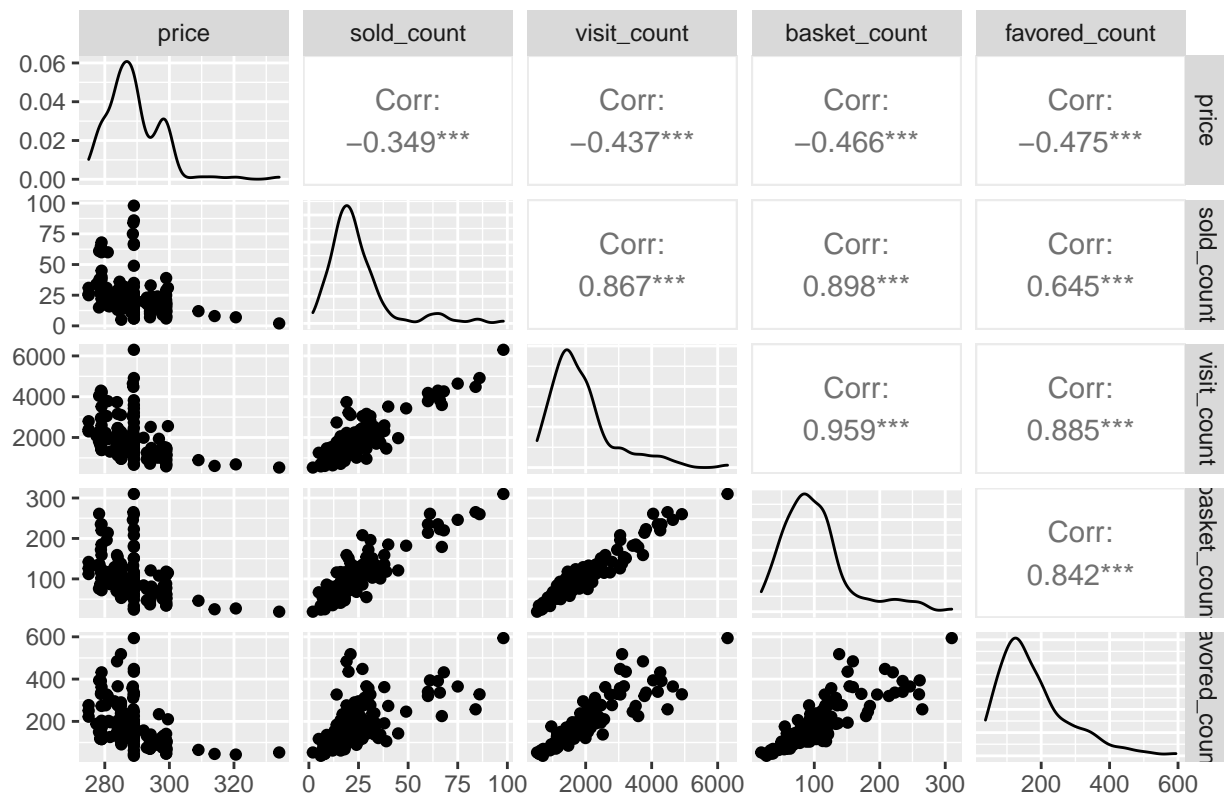 price sold_count visit_count basket_count favored_count
0.06
0.04
0.02
0.00
Corr:
−0.349***
Corr:
−0.437***
Corr:
−0.466***
Corr:
−0.475***
price
100
75
50
25
0
Corr:
0.867***
Corr:
0.898***
Corr:
0.645***
sold_count
6000
4000
2000
Corr:
0.959***
Corr:
0.885***
visit_count
300
200
100
Corr:
0.842***
basket_count
600
400
200
avored_coun
280 300 320 0 25 50 75 100 0 2000 4000 6000 100 200 300 200 400 600